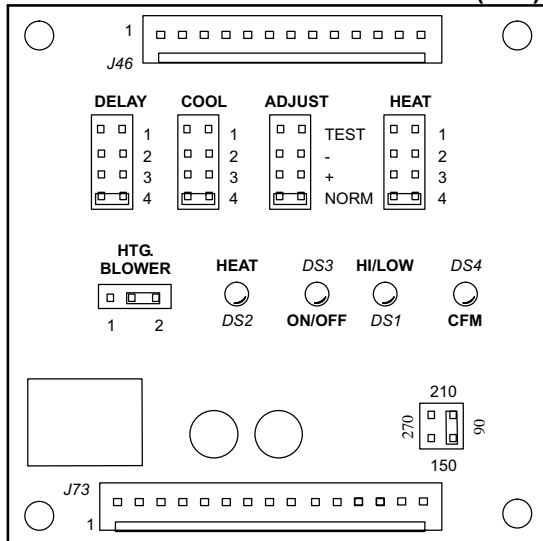 1
J46
DELAY COOL ADJUST HEAT
1 1 TEST 1
2 2 - 2
3 3 + 3
4 4 NORM 4
HTG.
BLOWER
HEAT DS3 HI/LOW DS4
DS2 ON/OFF DS1 CFM
1 2
210
270 90
150
J73
1